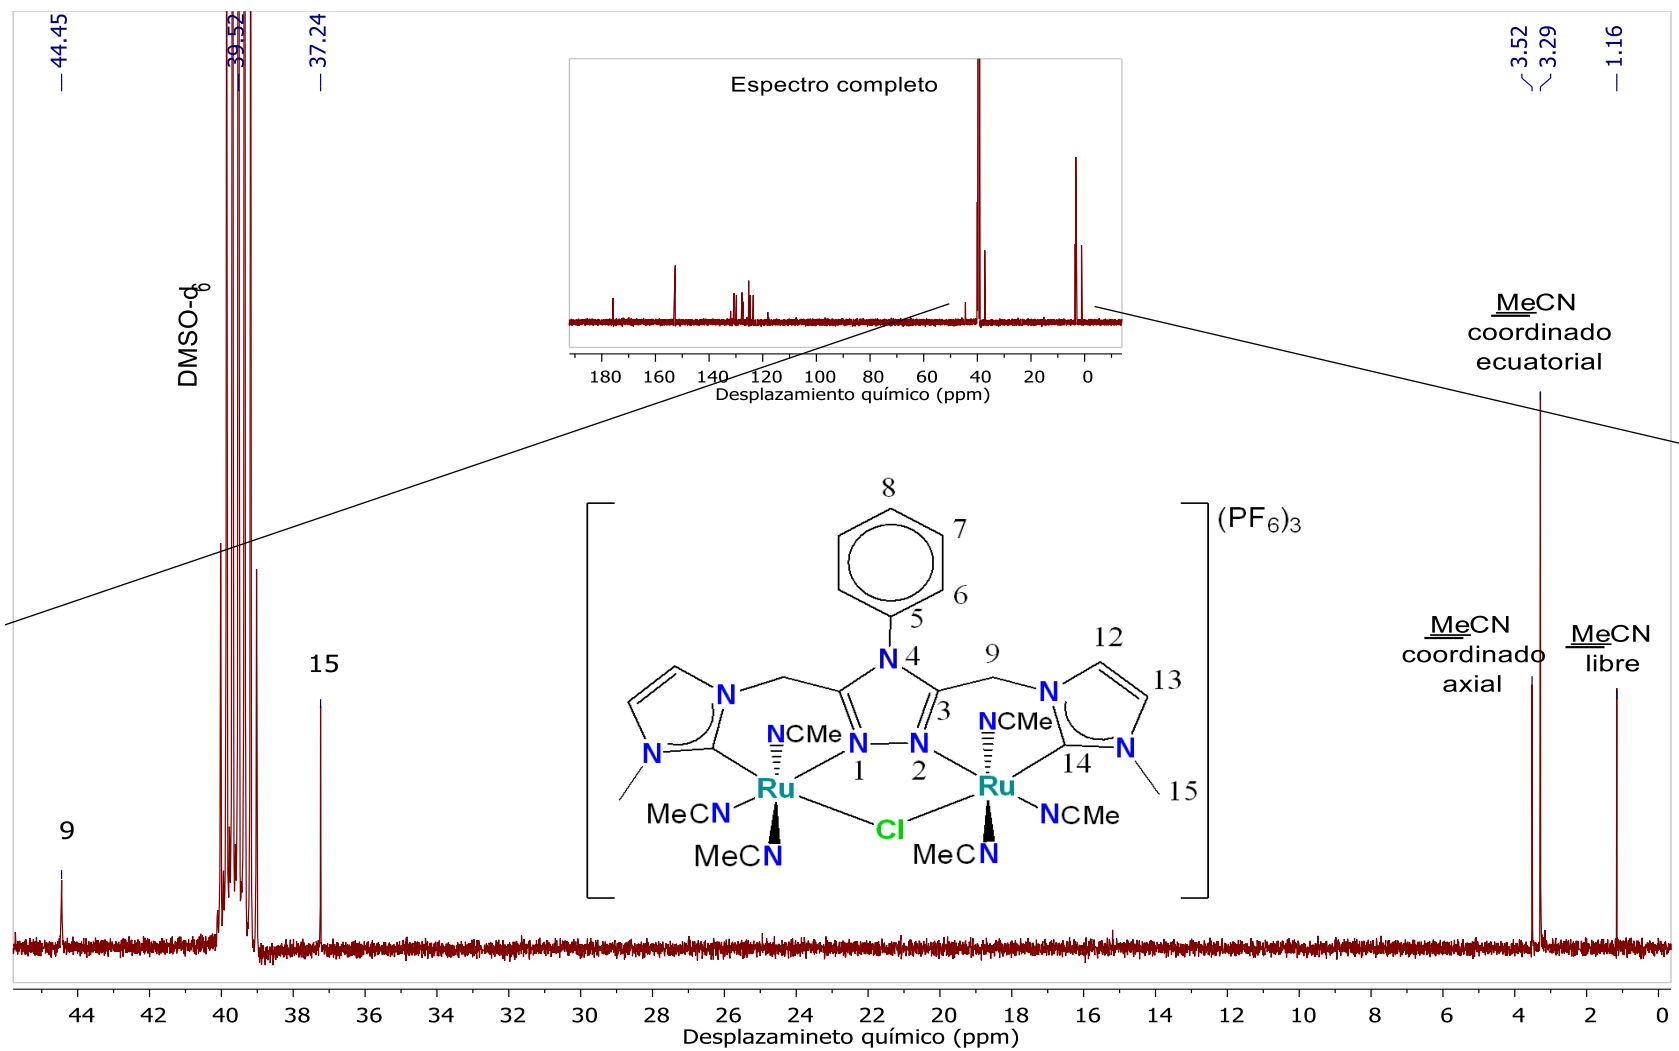 44.45
39.52
37.24
3.52
3.29
1.16
Espectro completo
180 160 140 120 100 80 60 40 20 0
Desplazamiento químico (ppm)
DMSO-d6
MeCN
coordinado
ecuatorial
MeCN
coordinado
axial
MeCN
libre
15
9
(PF6)3
8
7
6
5
N 4
9
12
13
N
N
3
N
N
N
N
1
2
14
15
NCMe
NCMe
Ru
Ru
MeCN
NCMe
Cl
MeCN
MeCN
44 42 40 38 36 34 32 30 28 26 24 22 20 18 16 14 12 10 8 6 4 2 0
Desplazamineto químico (ppm)